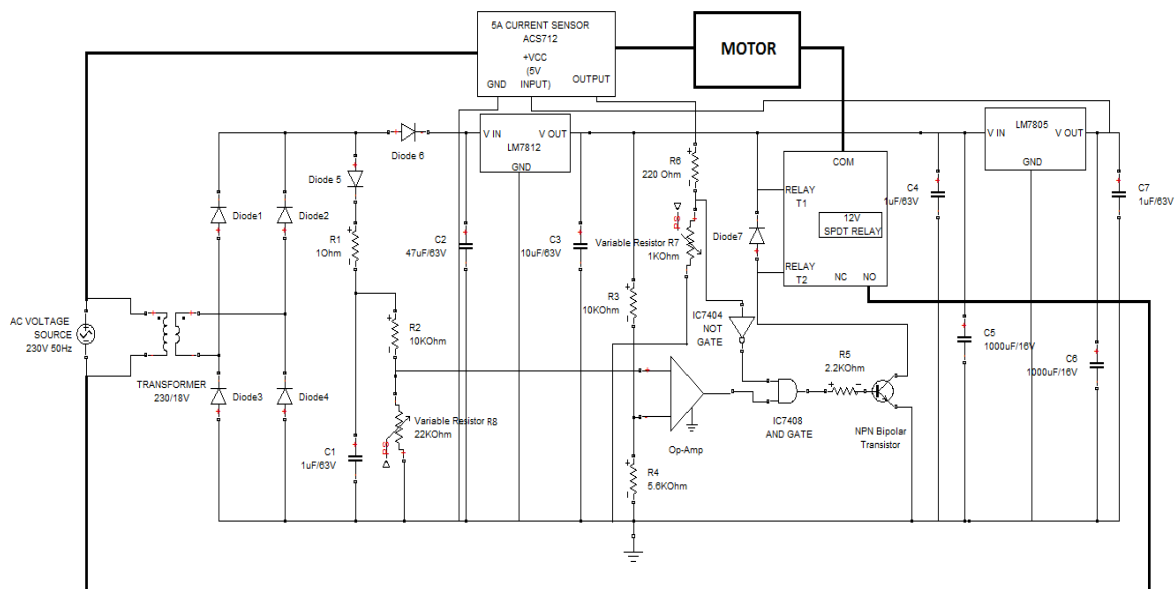 5A CURRENT SENSOR
ACS712
+VCC
(5V
GND INPUT) OUTPUT
MOTOR
V IN V OUT
LM7812
GND
LM7805
V IN V OUT
GND
Diode 6
Diode 5
Diode1
Diode2
R1
1Ohm
C2
47uF/63V
C3
10uF/63V
R6
220 Ohm
PS
Variable Resistor R7
1KOhm
Diode7
COM
RELAY
T1
12V
SPDT RELAY
RELAY
T2
NC NO
C4
1uF/63V
C7
1uF/63V
AC VOLTAGE
SOURCE
230V 50Hz
TRANSFORMER
230/18V
R2
10KOhm
R3
10KOhm
IC7404
NOT
GATE
C5
1000uF/16V
C6
1000uF/16V
Diode3
Diode4
PS
Variable Resistor R8
22KOhm
R5
2.2KOhm
IC7408
AND GATE
NPN Bipolar
Transistor
Op-Amp
C1
1uF/63V
R4
5.6KOhm